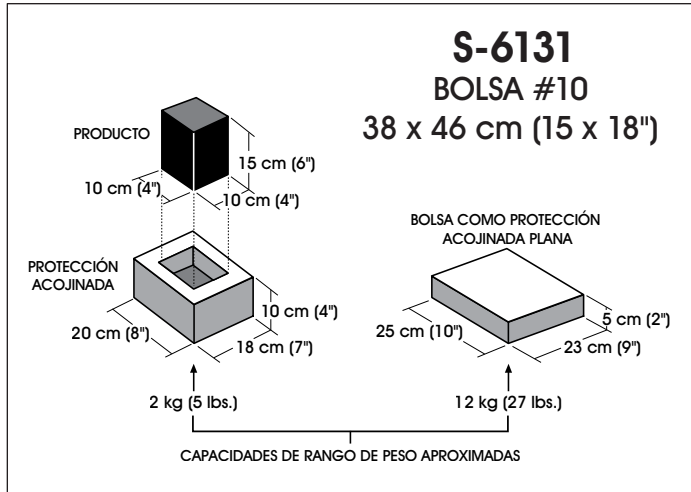 S-6131
BOLSA #10
38 x 46 cm (15 x 18")
PRODUCTO
15 cm (6")
10 cm (4")
10 cm (4")
PROTECCIÓN
ACOJINADA
10 cm (4")
20 cm (8")
18 cm (7")
2 kg (5 lbs.)
BOLSA COMO PROTECCIÓN
ACOJINADA PLANA
5 cm (2")
25 cm (10")
23 cm (9")
12 kg (27 lbs.)
CAPACIDADES DE RANGO DE PESO APROXIMADAS